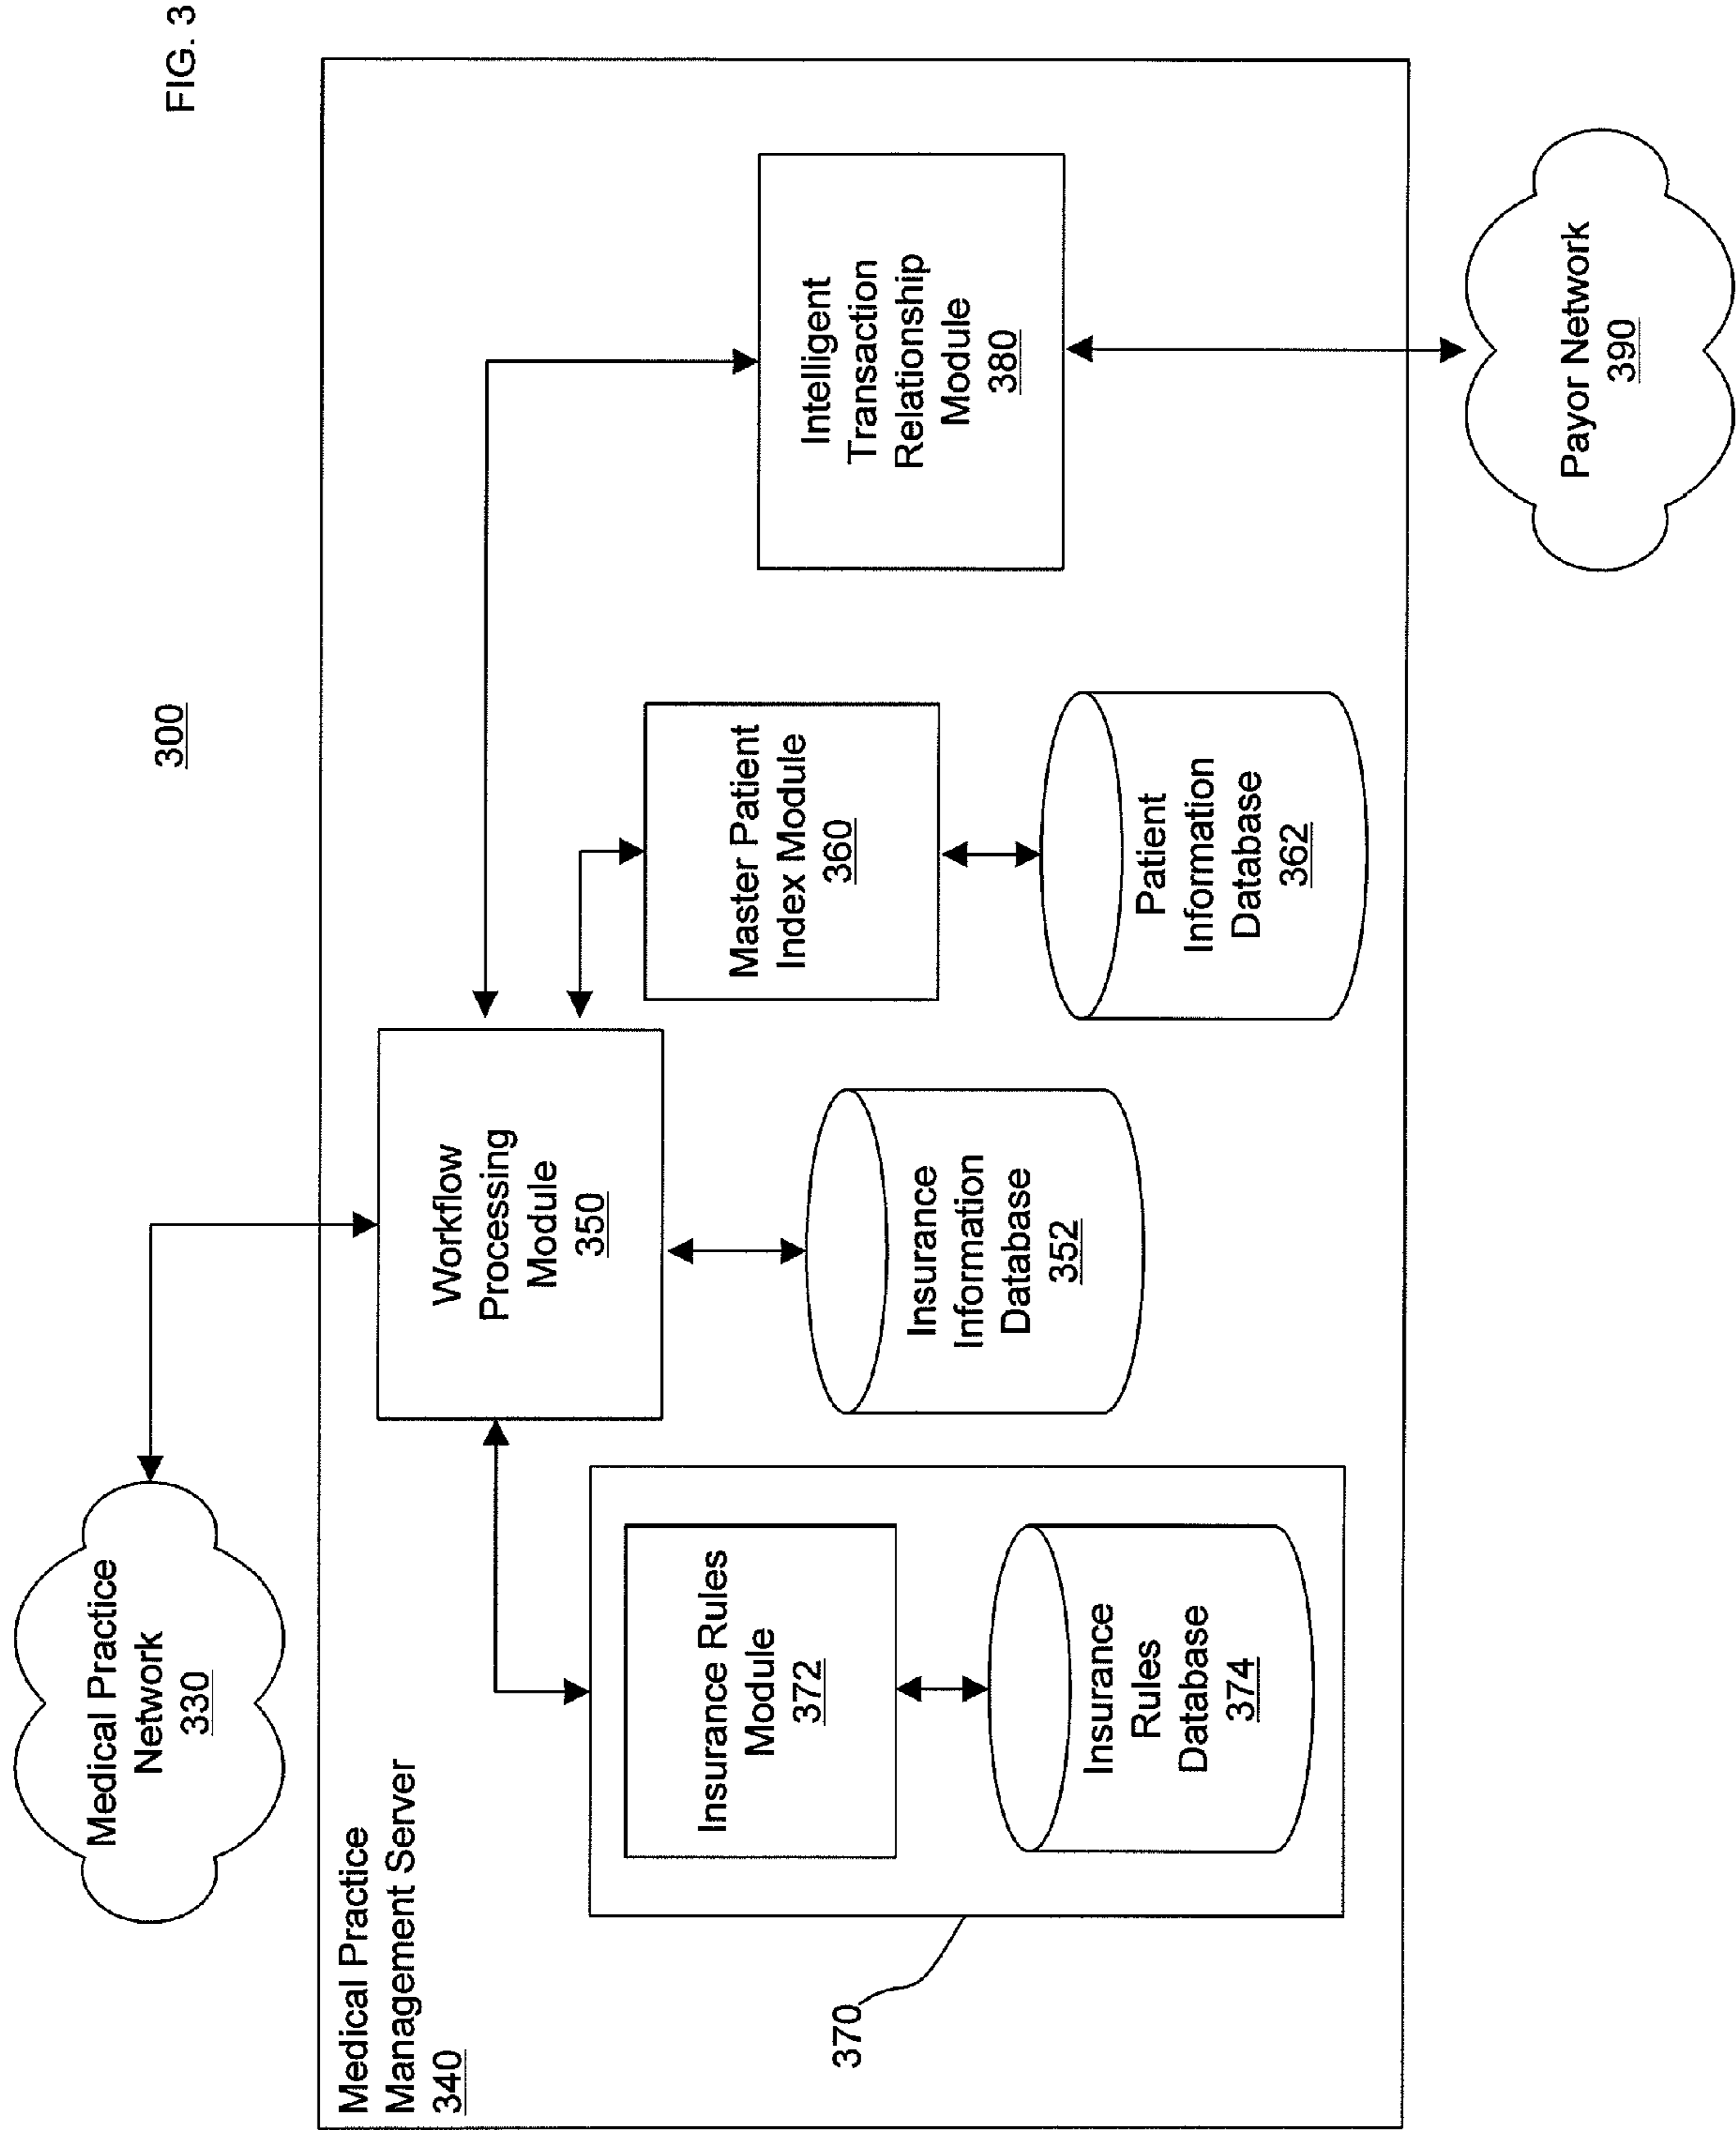 FIG. 3
300
Medical Practice
Network
330
Medical Practice
Management Server
340
Workflow
Processing
Module
350
Insurance Rules
Module
372
Insurance
Rules
Database
374
370
Insurance
Information
Database
352
Master Patient
Index Module
360
Patient
Information
Database
362
Intelligent
Transaction
Relationship
Module
380
Payor Network
390